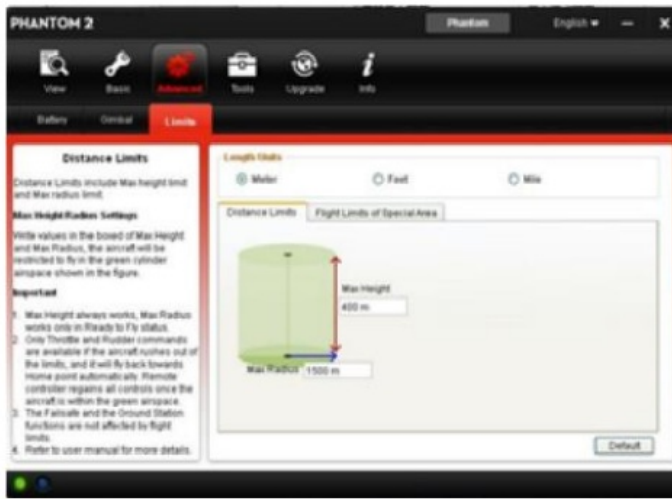 PHANTOM 2
Phantom
English
View
Basic
Advanced
Tools
Upgrade
Info
Battery
Gimbal
Limits
Distance Limits
Distance Limits include Max height limit
and Max radius limit.
Max Height/Radius Settings
Write values in the boxed of Max Height
and Max Radius, the aircraft will be
restricted to fly in the green cylinder
airspace shown in the figure.
Important
1. Max Height always works, Max Radius
works only in Ready to Fly status.
2. Only Throttle and Rudder commands
are available if the aircraft rushes out of
the limits, and it will fly back towards
Home point automatically. Remote
controller regains all controls once the
aircraft is within the green airspace.
3. The Failsafe and the Ground Station
functions are not affected by flight
limits.
4. Refer to user manual for more details.
Length Units
Meter
Feet
Mile
Distance Limits
Flight Limits of Special Area
Max Height
400 m
Max Radius 1500 m
Default